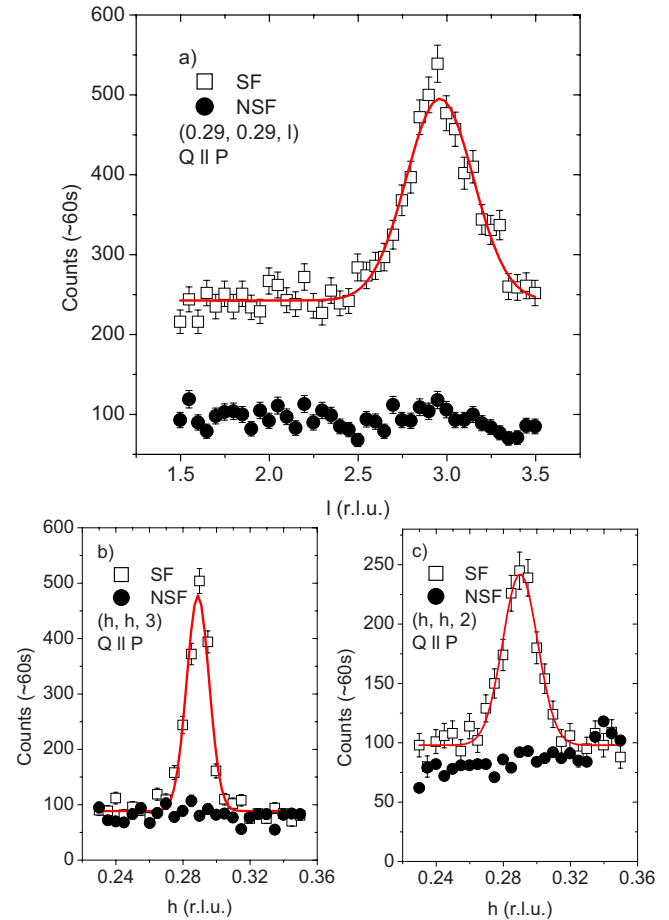 600
500
400
300
200
100
Counts (~60s)
a)
SF
NSF
(0.29, 0.29, l)
Q II P
1.5
2.0
2.5
3.0
3.5
l (r.l.u.)
600
500
400
300
200
100
0
Counts (~60s)
b)
SF
NSF
(h, h, 3)
Q II P
0.24
0.28
0.32
0.36
h (r.l.u.)
250
200
150
100
50
0
Counts (~60s)
c)
SF
NSF
(h, h, 2)
Q II P
0.24
0.28
0.32
0.36
h (r.l.u.)